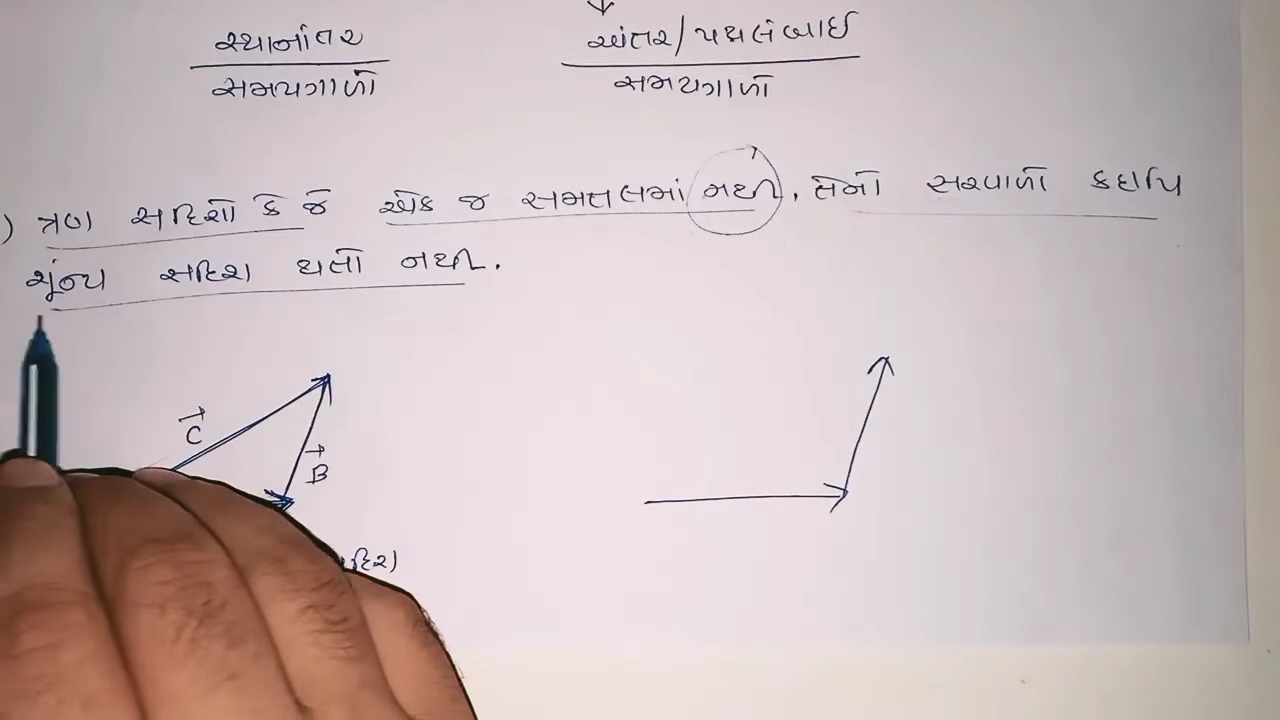 સ્થાનાંતર
સમયગાળો
અંતર/પથલંબાઈ
સમયગાળો
) ત્રણ સદિશો કે જે એક જ સમતલમાં નથી, તેનો સરવાળો કદાપિ
શૂન્ય સદિશ થતો નથી.
C
B